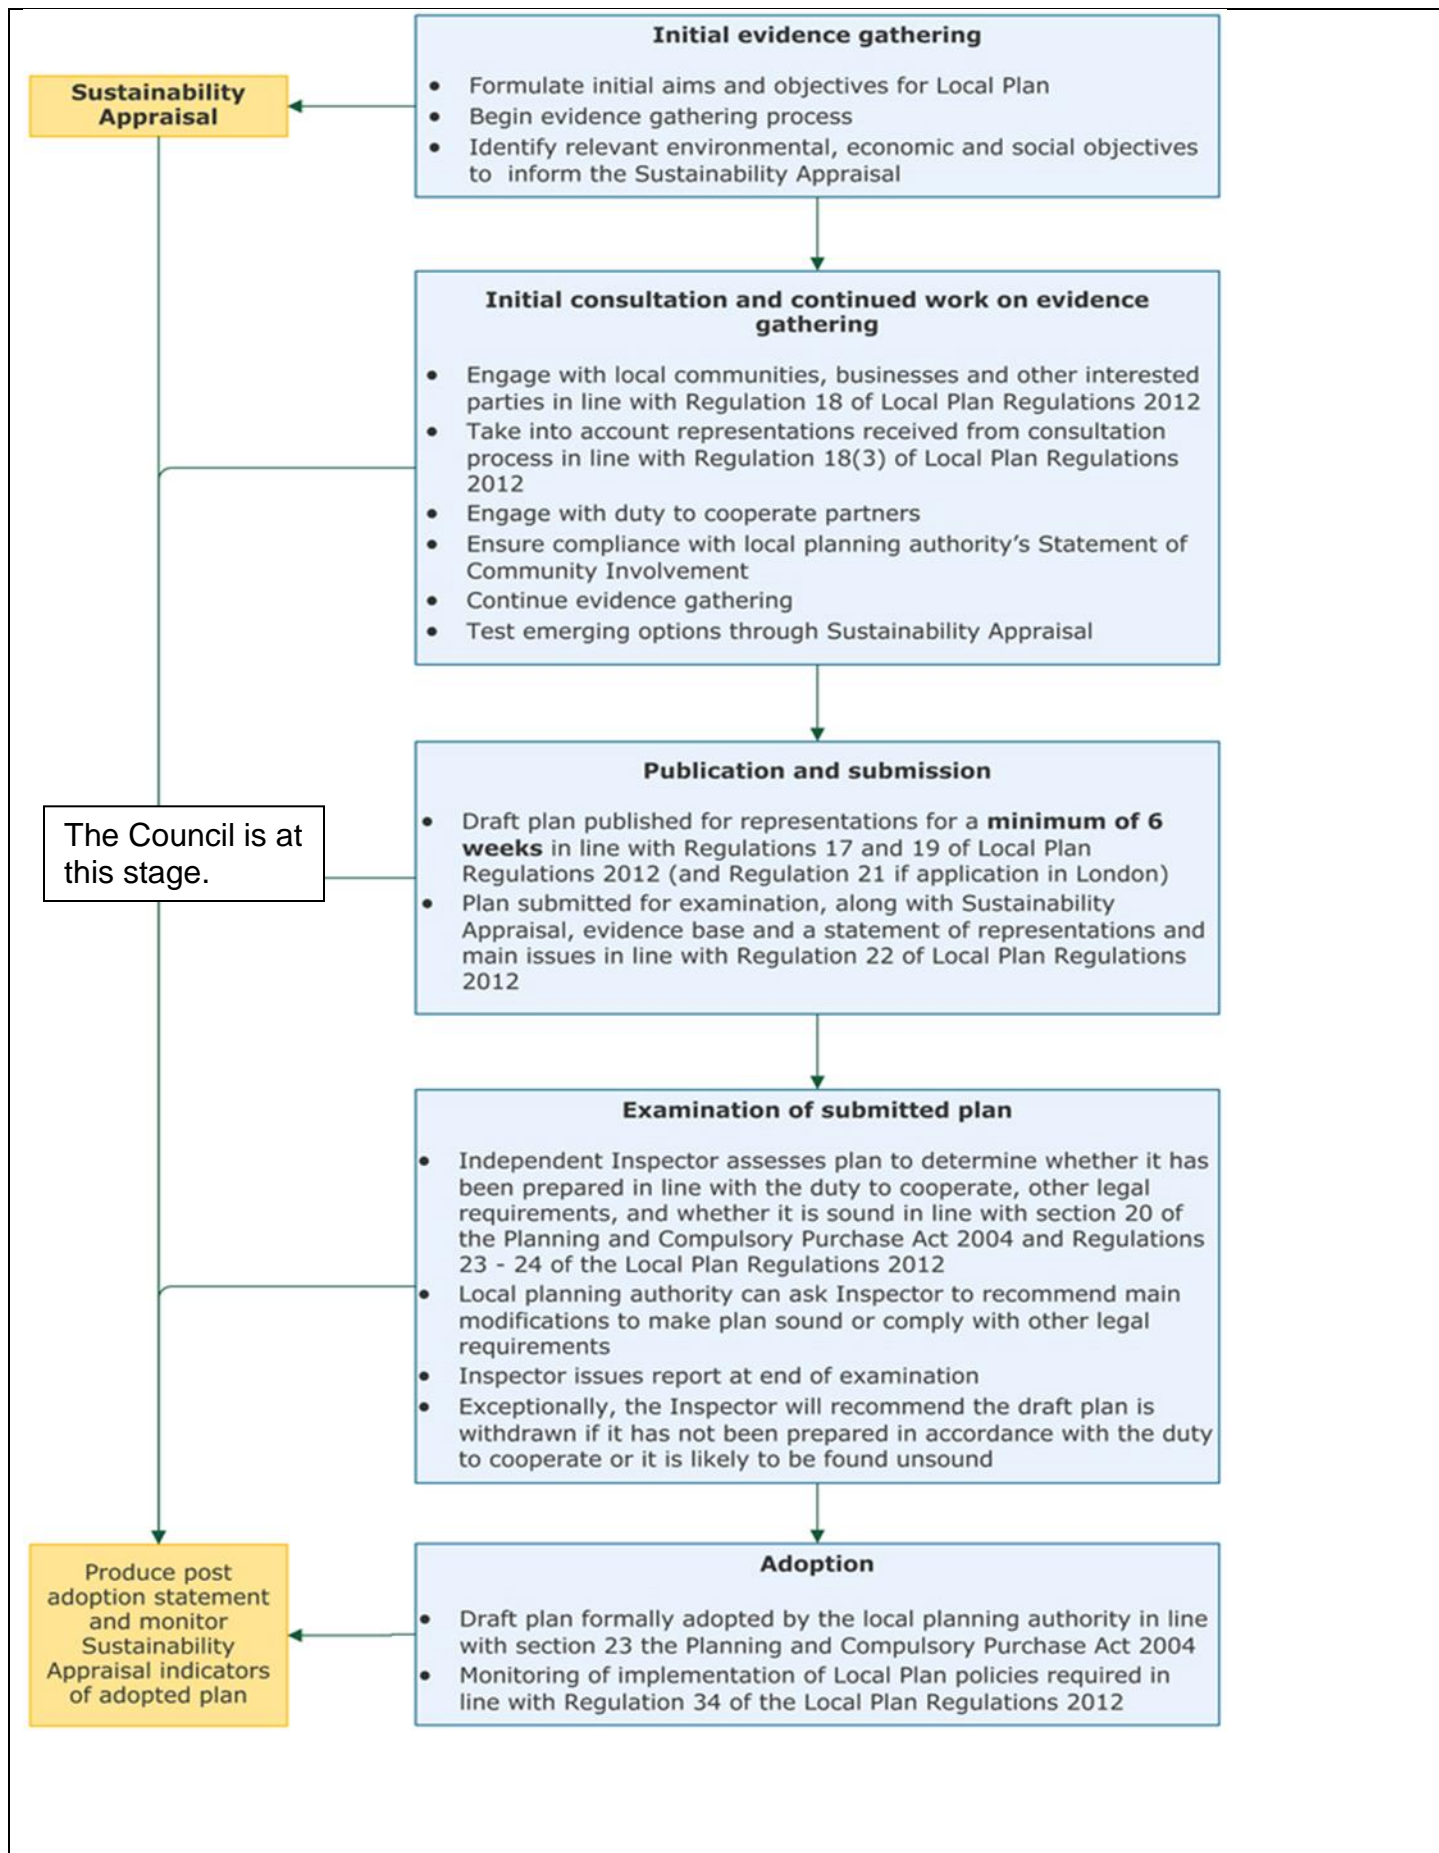 Initial evidence gathering
• Formulate initial aims and objectives for Local Plan
• Begin evidence gathering process
• Identify relevant environmental, economic and social objectives
to inform the Sustainability Appraisal
Sustainability
Appraisal
Initial consultation and continued work on evidence
gathering
• Engage with local communities, businesses and other interested
parties in line with Regulation 18 of Local Plan Regulations 2012
• Take into account representations received from consultation
process in line with Regulation 18(3) of Local Plan Regulations
2012
• Engage with duty to cooperate partners
• Ensure compliance with local planning authority’s Statement of
Community Involvement
• Continue evidence gathering
• Test emerging options through Sustainability Appraisal
The Council is at
this stage.
Publication and submission
• Draft plan published for representations for a minimum of 6
weeks in line with Regulations 17 and 19 of Local Plan
Regulations 2012 (and Regulation 21 if application in London)
• Plan submitted for examination, along with Sustainability
Appraisal, evidence base and a statement of representations and
main issues in line with Regulation 22 of Local Plan Regulations
2012
Examination of submitted plan
• Independent Inspector assesses plan to determine whether it has
been prepared in line with the duty to cooperate, other legal
requirements, and whether it is sound in line with section 20 of
the Planning and Compulsory Purchase Act 2004 and Regulations
23 - 24 of the Local Plan Regulations 2012
• Local planning authority can ask Inspector to recommend main
modifications to make plan sound or comply with other legal
requirements
• Inspector issues report at end of examination
• Exceptionally, the Inspector will recommend the draft plan is
withdrawn if it has not been prepared in accordance with the duty
to cooperate or it is likely to be found unsound
Produce post
adoption statement
and monitor
Sustainability
Appraisal indicators
of adopted plan
Adoption
• Draft plan formally adopted by the local planning authority in line
with section 23 the Planning and Compulsory Purchase Act 2004
• Monitoring of implementation of Local Plan policies required in
line with Regulation 34 of the Local Plan Regulations 2012